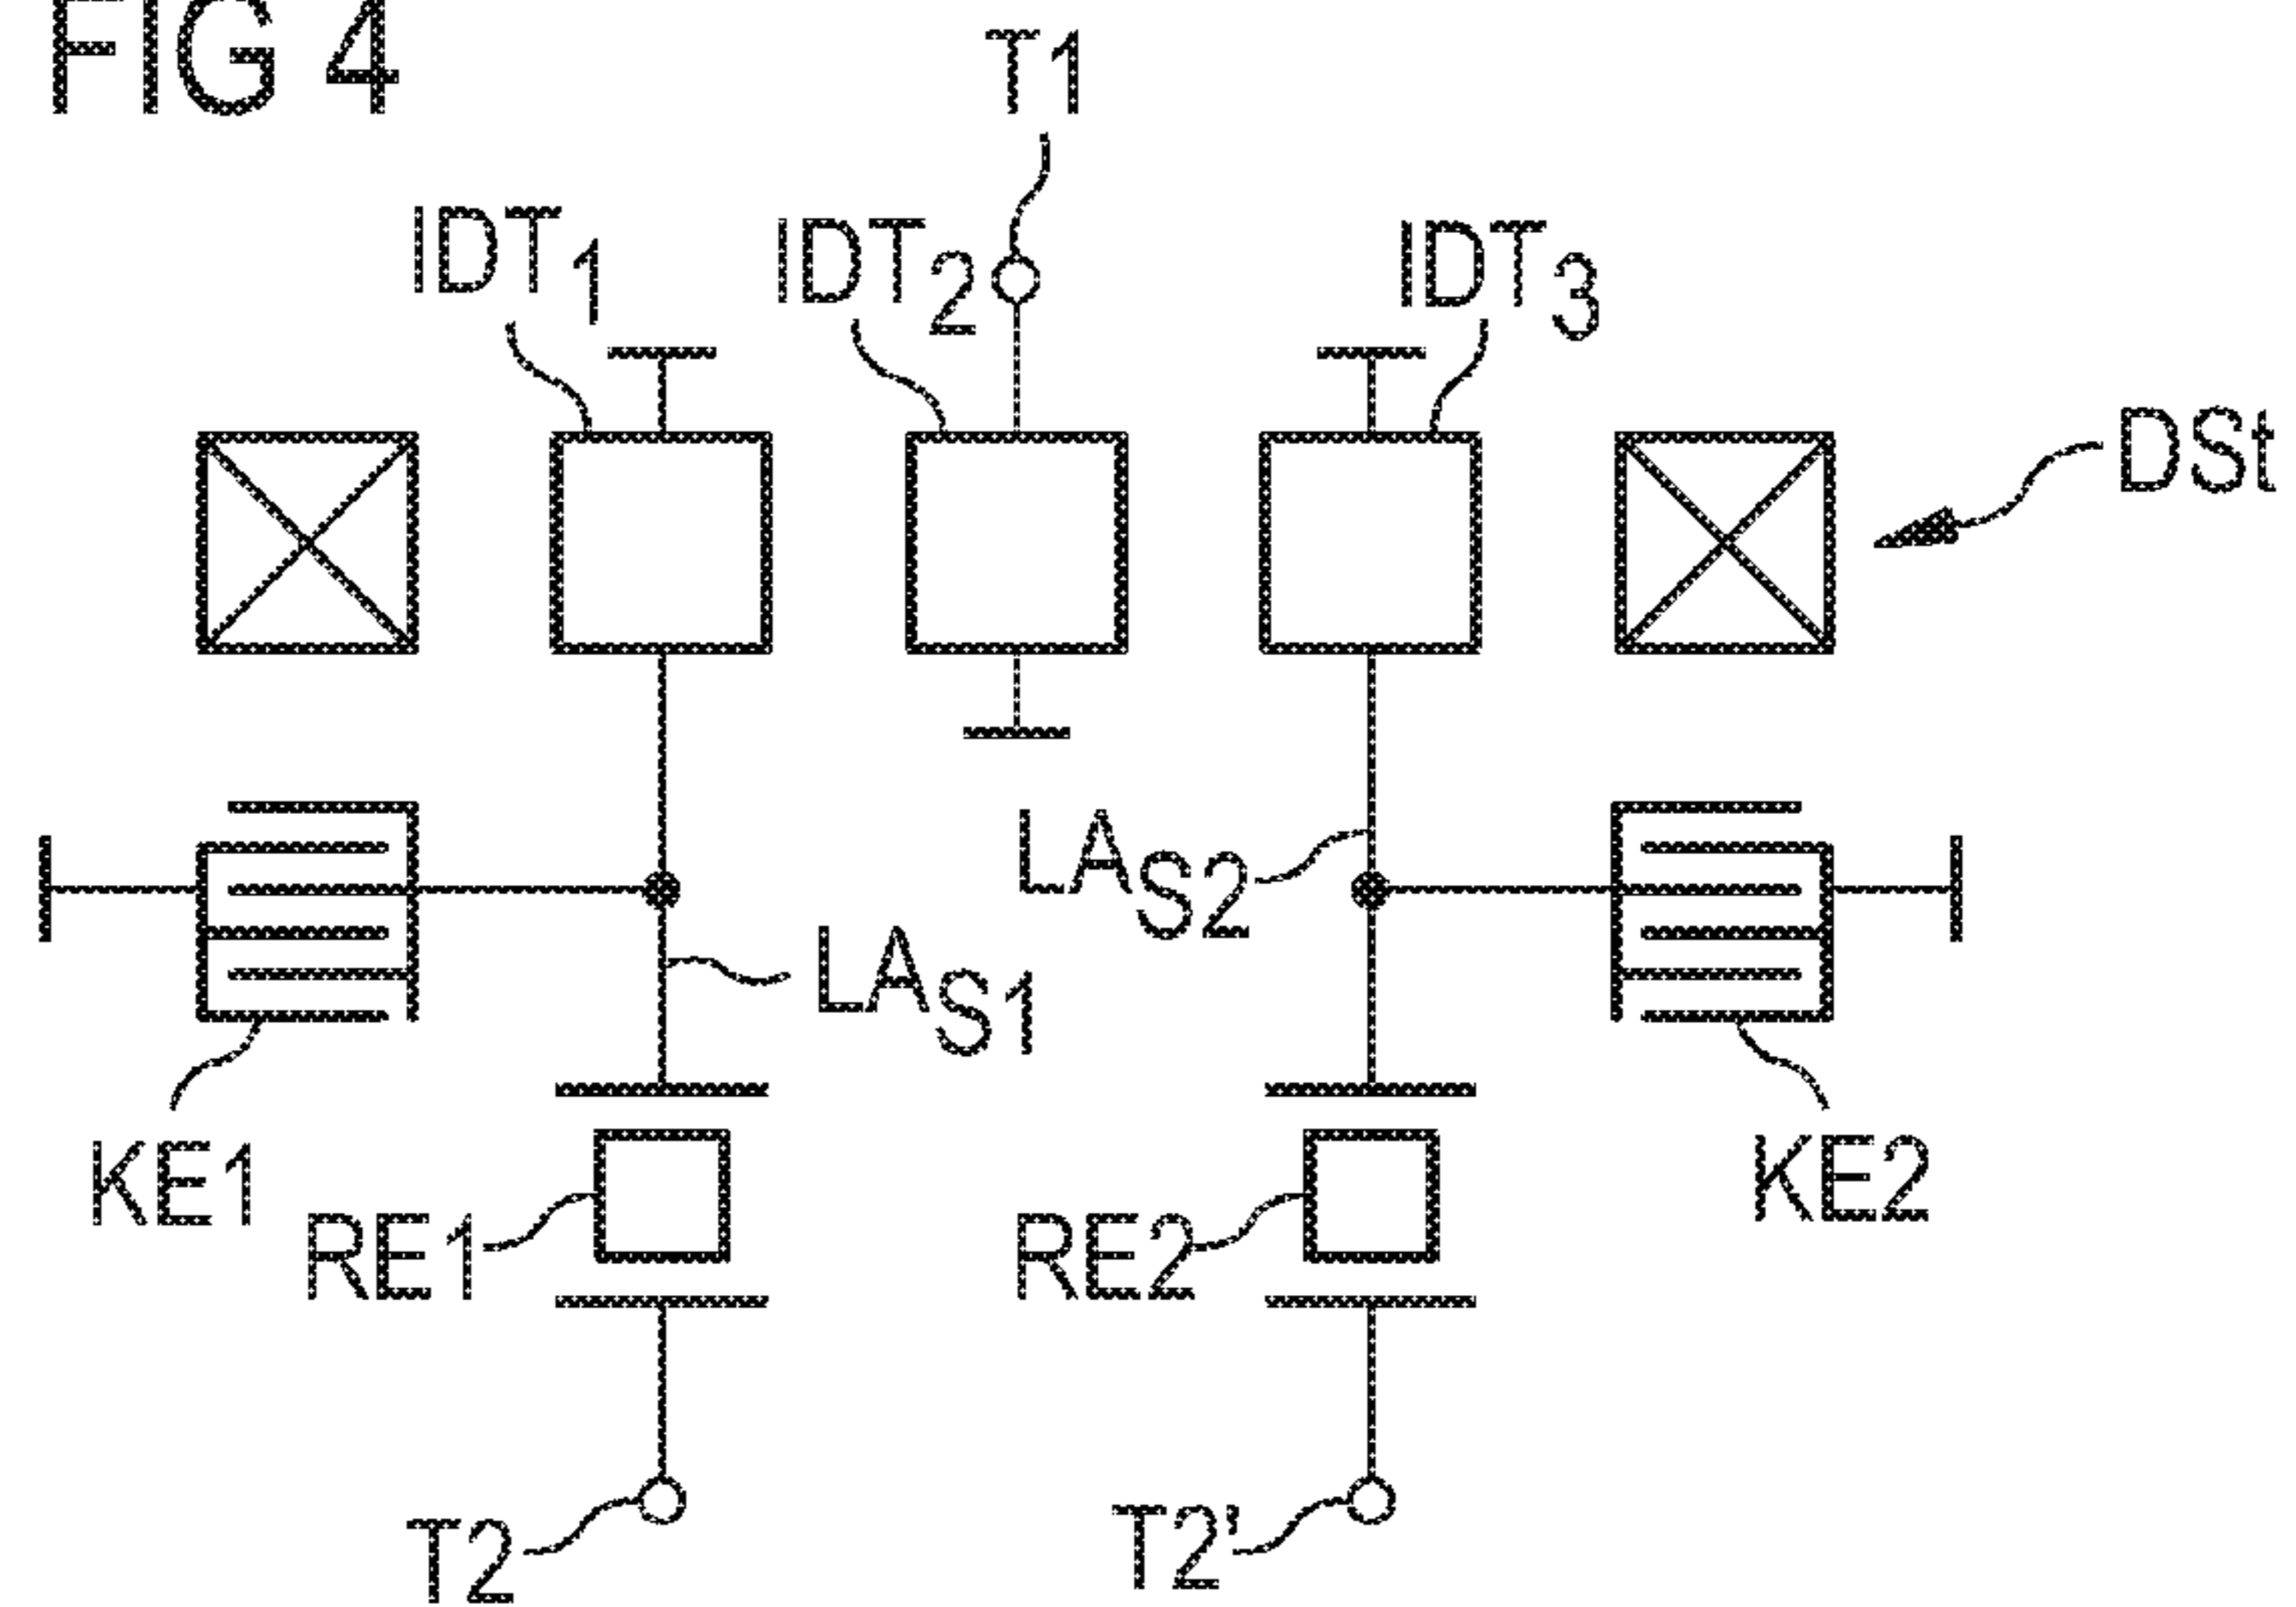 FIG 4
T1
IDT1
IDT2
IDT3
DSt
LAS2
LAS1
KE1
KE2
RE1
RE2
T2
T2'